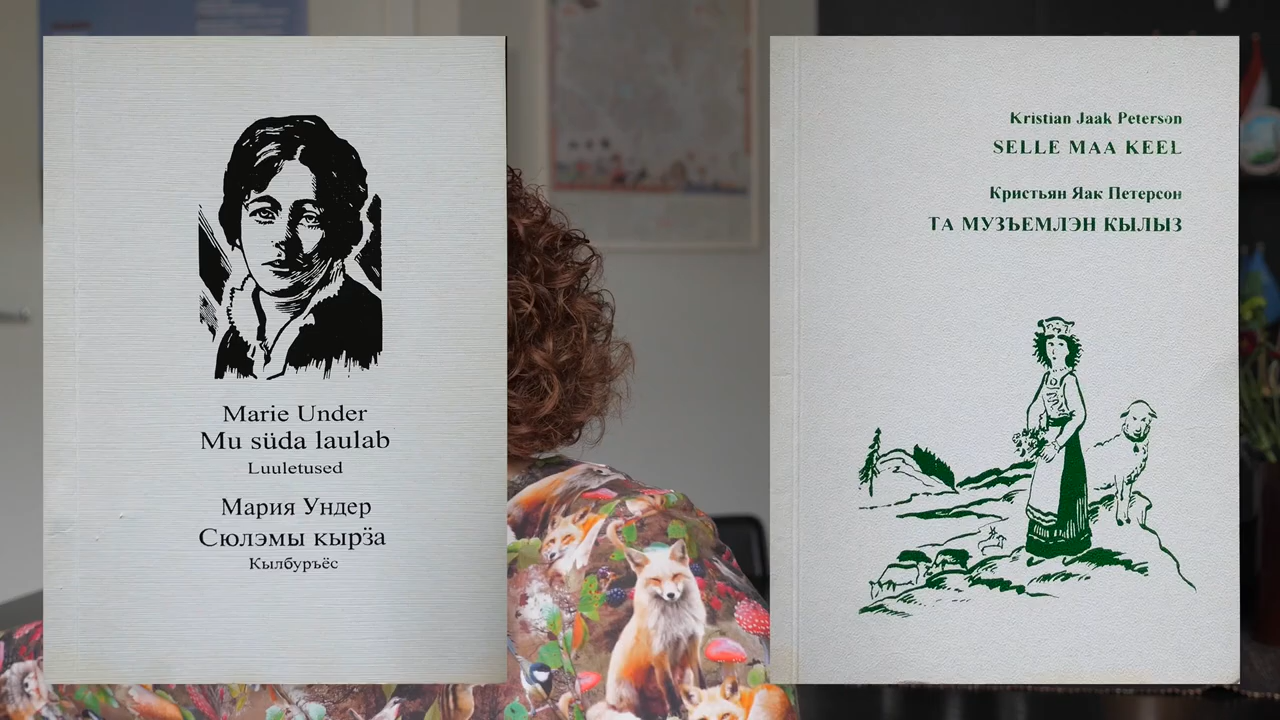 Marie Under
Mu süda laulab
Luuletused
Мария Ундер
Сюлэмы кырӟа
Кылбуръёс
Kristian Jaak Peterson
SELLE MAA KEEL
Кристьян Яак Петерсон
ТА МУЗЪЕМЛЭН КЫЛЫЗ